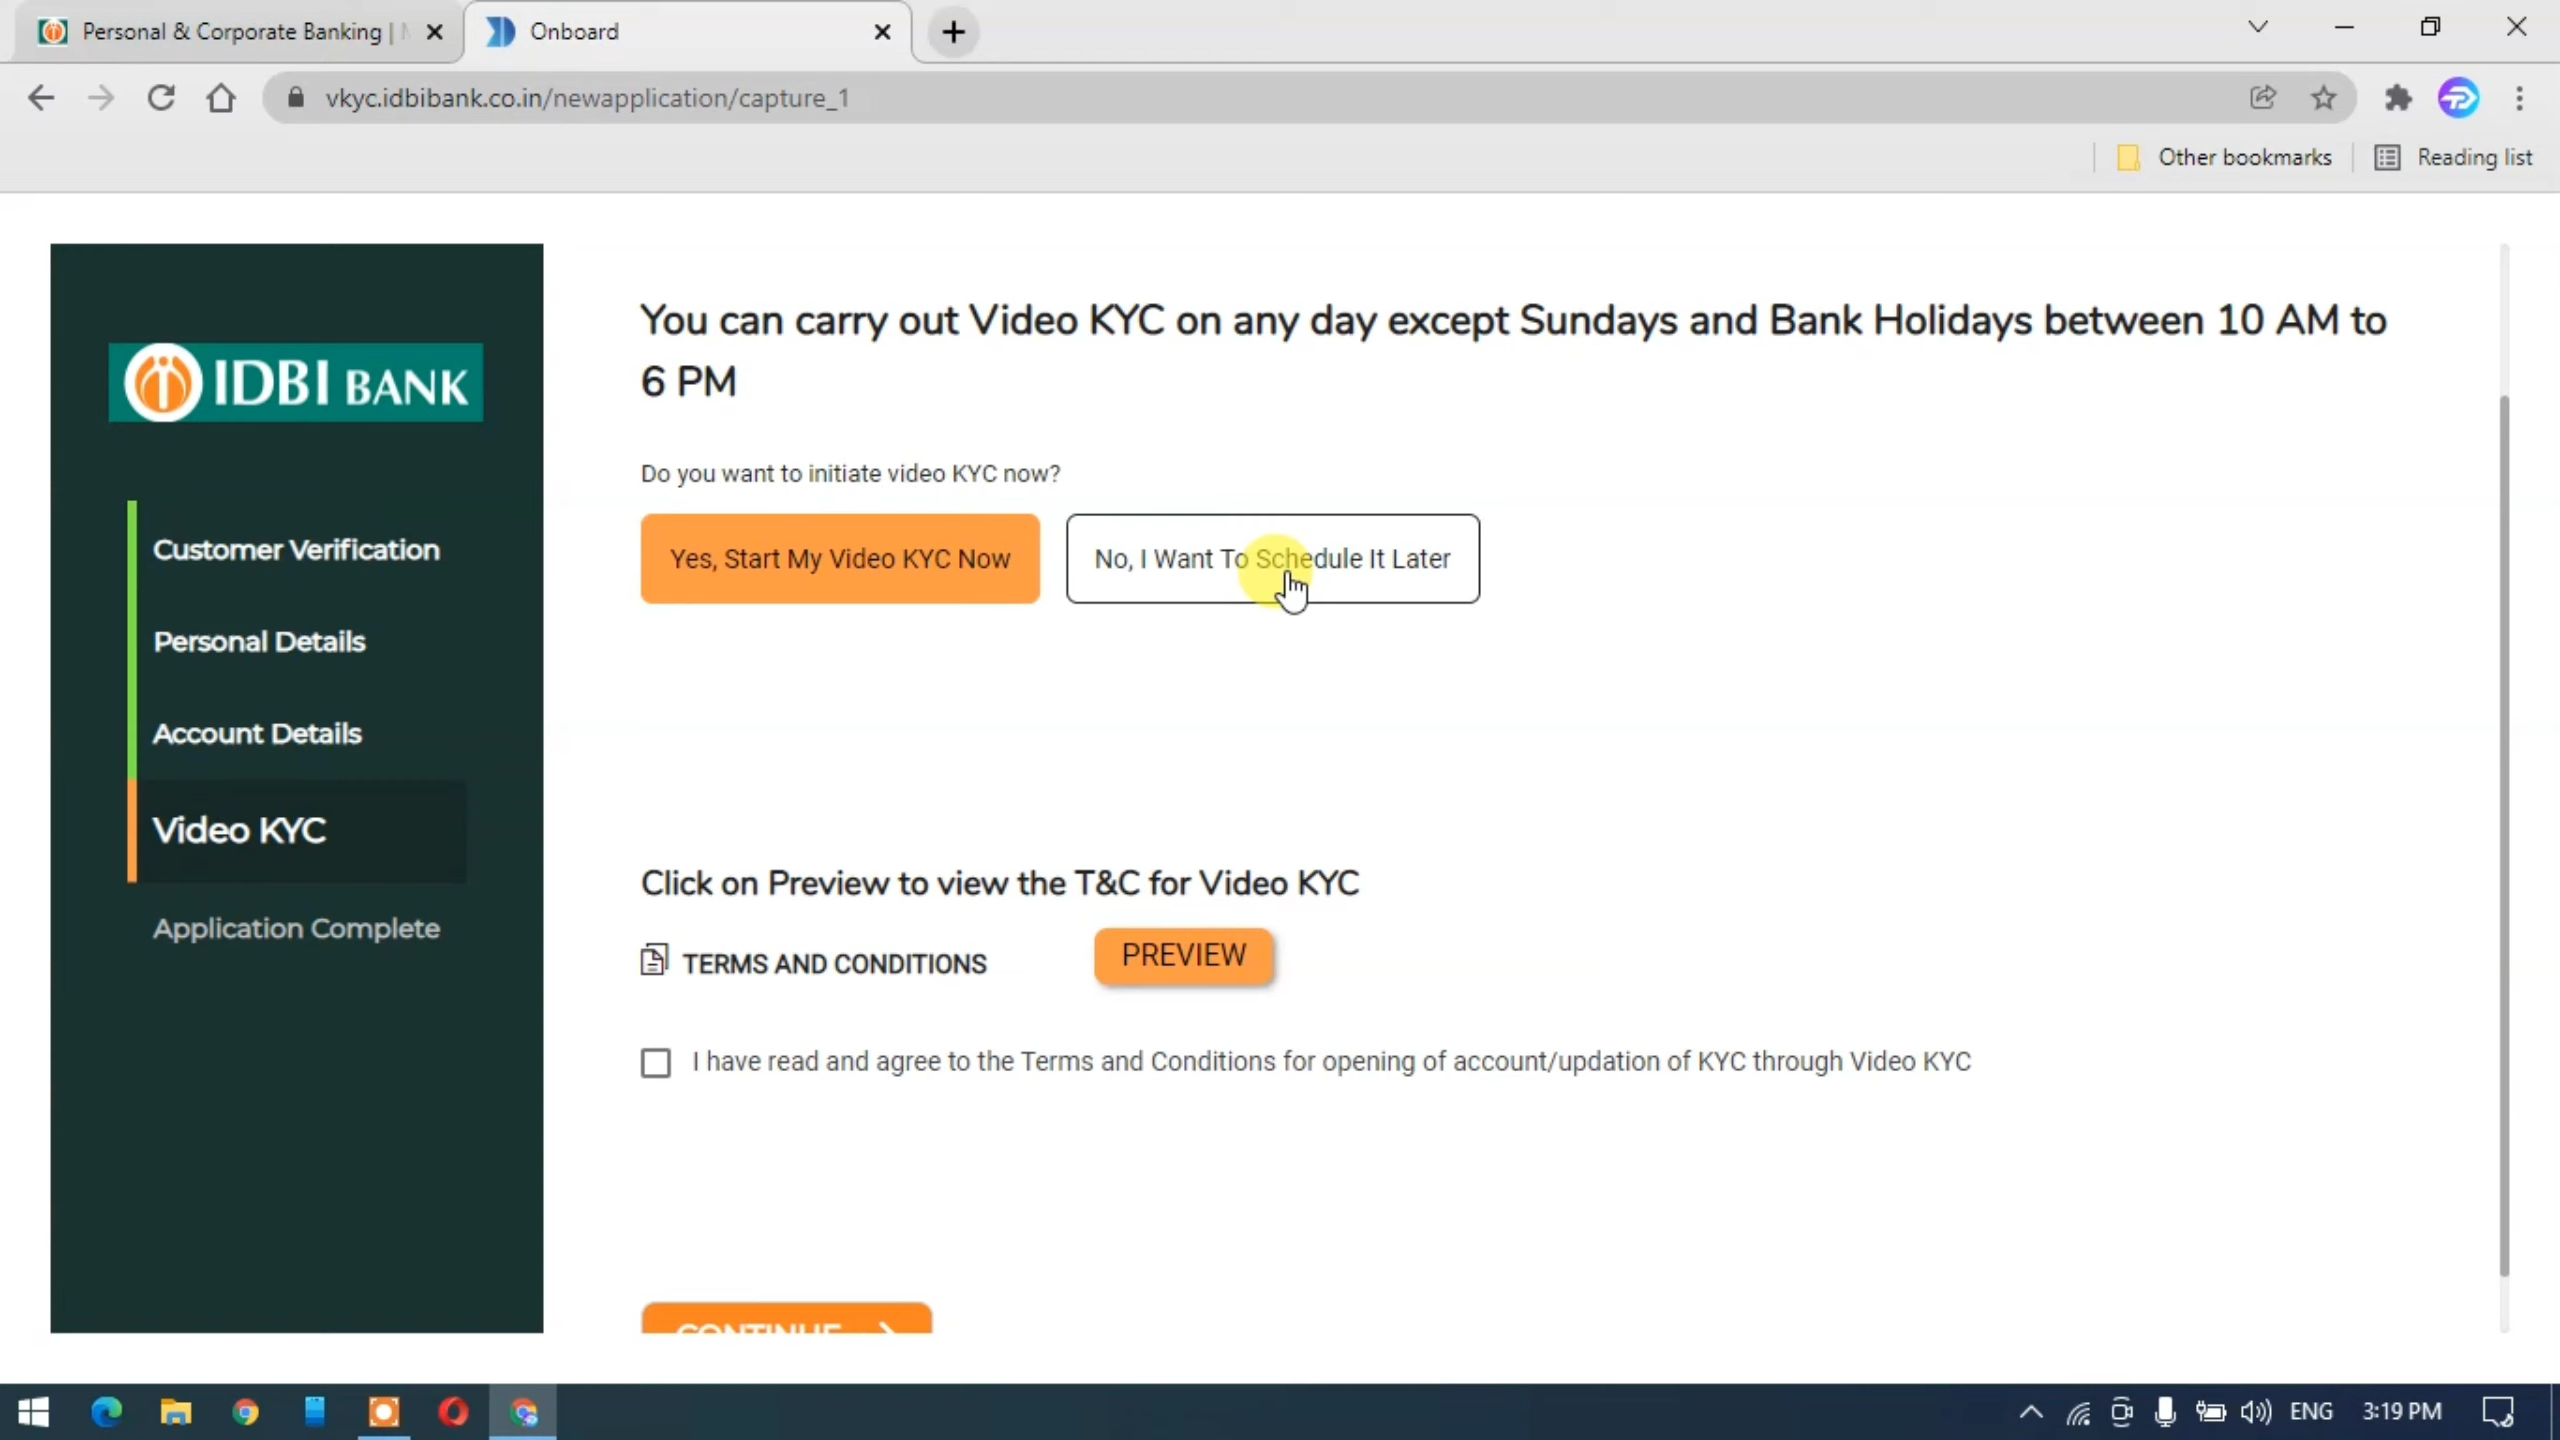 Personal & Corporate Banking |
Onboard
vkyc.idbibank.co.in/newapplication/capture_1
Other bookmarks
Reading list
IDBI BANK
Customer Verification
Personal Details
Account Details
Video KYC
Application Complete
You can carry out Video KYC on any day except Sundays and Bank Holidays between 10 AM to
6 PM
Do you want to initiate video KYC now?
Yes, Start My Video KYC Now
No, I Want To Schedule It Later
Click on Preview to view the T&C for Video KYC
TERMS AND CONDITIONS
PREVIEW
I have read and agree to the Terms and Conditions for opening of account/updation of KYC through Video KYC
CONTINUE
ENG
3:19 PM